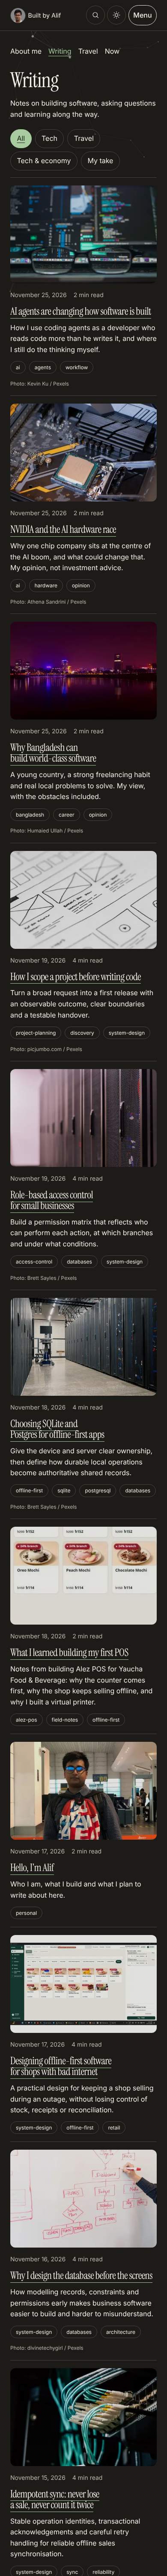 Built by Alif
Menu
About me Writing Travel Now
Writing
Notes on building software, asking questions
and learning along the way.
All Tech Travel
Tech & economy My take
November 25, 2026 2 min read
AI agents are changing how software is built
How I use coding agents as a developer who
reads code more than he writes it, and where
I still do the thinking myself.
ai agents workflow
Photo: Kevin Ku / Pexels
November 25, 2026 2 min read
NVIDIA and the AI hardware race
Why one chip company sits at the centre of
the AI boom, and what could change that.
My opinion, not investment advice.
ai hardware opinion
Photo: Athena Sandrini / Pexels
November 25, 2026 2 min read
Why Bangladesh can
build world-class software
A young country, a strong freelancing habit
and real local problems to solve. My view,
with the obstacles included.
bangladesh career opinion
Photo: Humaied Ullah / Pexels
November 19, 2026 4 min read
How I scope a project before writing code
Turn a broad request into a first release with
an observable outcome, clear boundaries
and a testable handover.
project-planning discovery system-design
Photo: picjumbo.com / Pexels
November 19, 2026 4 min read
Role-based access control
for small businesses
Build a permission matrix that reflects who
can perform each action, at which branches
and under which conditions.
access-control databases system-design
Photo: Brett Sayles / Pexels
November 18, 2026 4 min read
Choosing SQLite and
Postgres for offline-first apps
Give the device and server clear ownership,
then define how durable local operations
become authoritative shared records.
offline-first sqlite postgresql databases
Photo: Brett Sayles / Pexels
Oreo Mochi Peach Mochi Chocolate Mochi
November 18, 2026 2 min read
What I learned building my first POS
Notes from building Alez POS for Yaucha
Food & Beverage: why the counter comes
first, why the shop keeps selling offline, and
why I built a virtual printer.
alez-pos field-notes offline-first
November 17, 2026 2 min read
Hello, I'm Alif
Who I am, what I build and what I plan to
write about here.
personal
November 17, 2026 4 min read
Designing offline-first software
for shops with bad internet
A practical design for keeping a shop selling
during an outage, without losing control of
stock, receipts or reconciliation.
system-design offline-first retail
November 16, 2026 4 min read
Why I design the database before the screens
How modelling records, constraints and
permissions early makes business software
easier to build and harder to misunderstand.
system-design databases architecture
Photo: divinetechygirl / Pexels
November 15, 2026 4 min read
Idempotent sync: never lose
a sale, never count it twice
Stable operation identities, transactional
acknowledgements and careful retry
handling for reliable offline sales
synchronisation.
system-design sync reliability